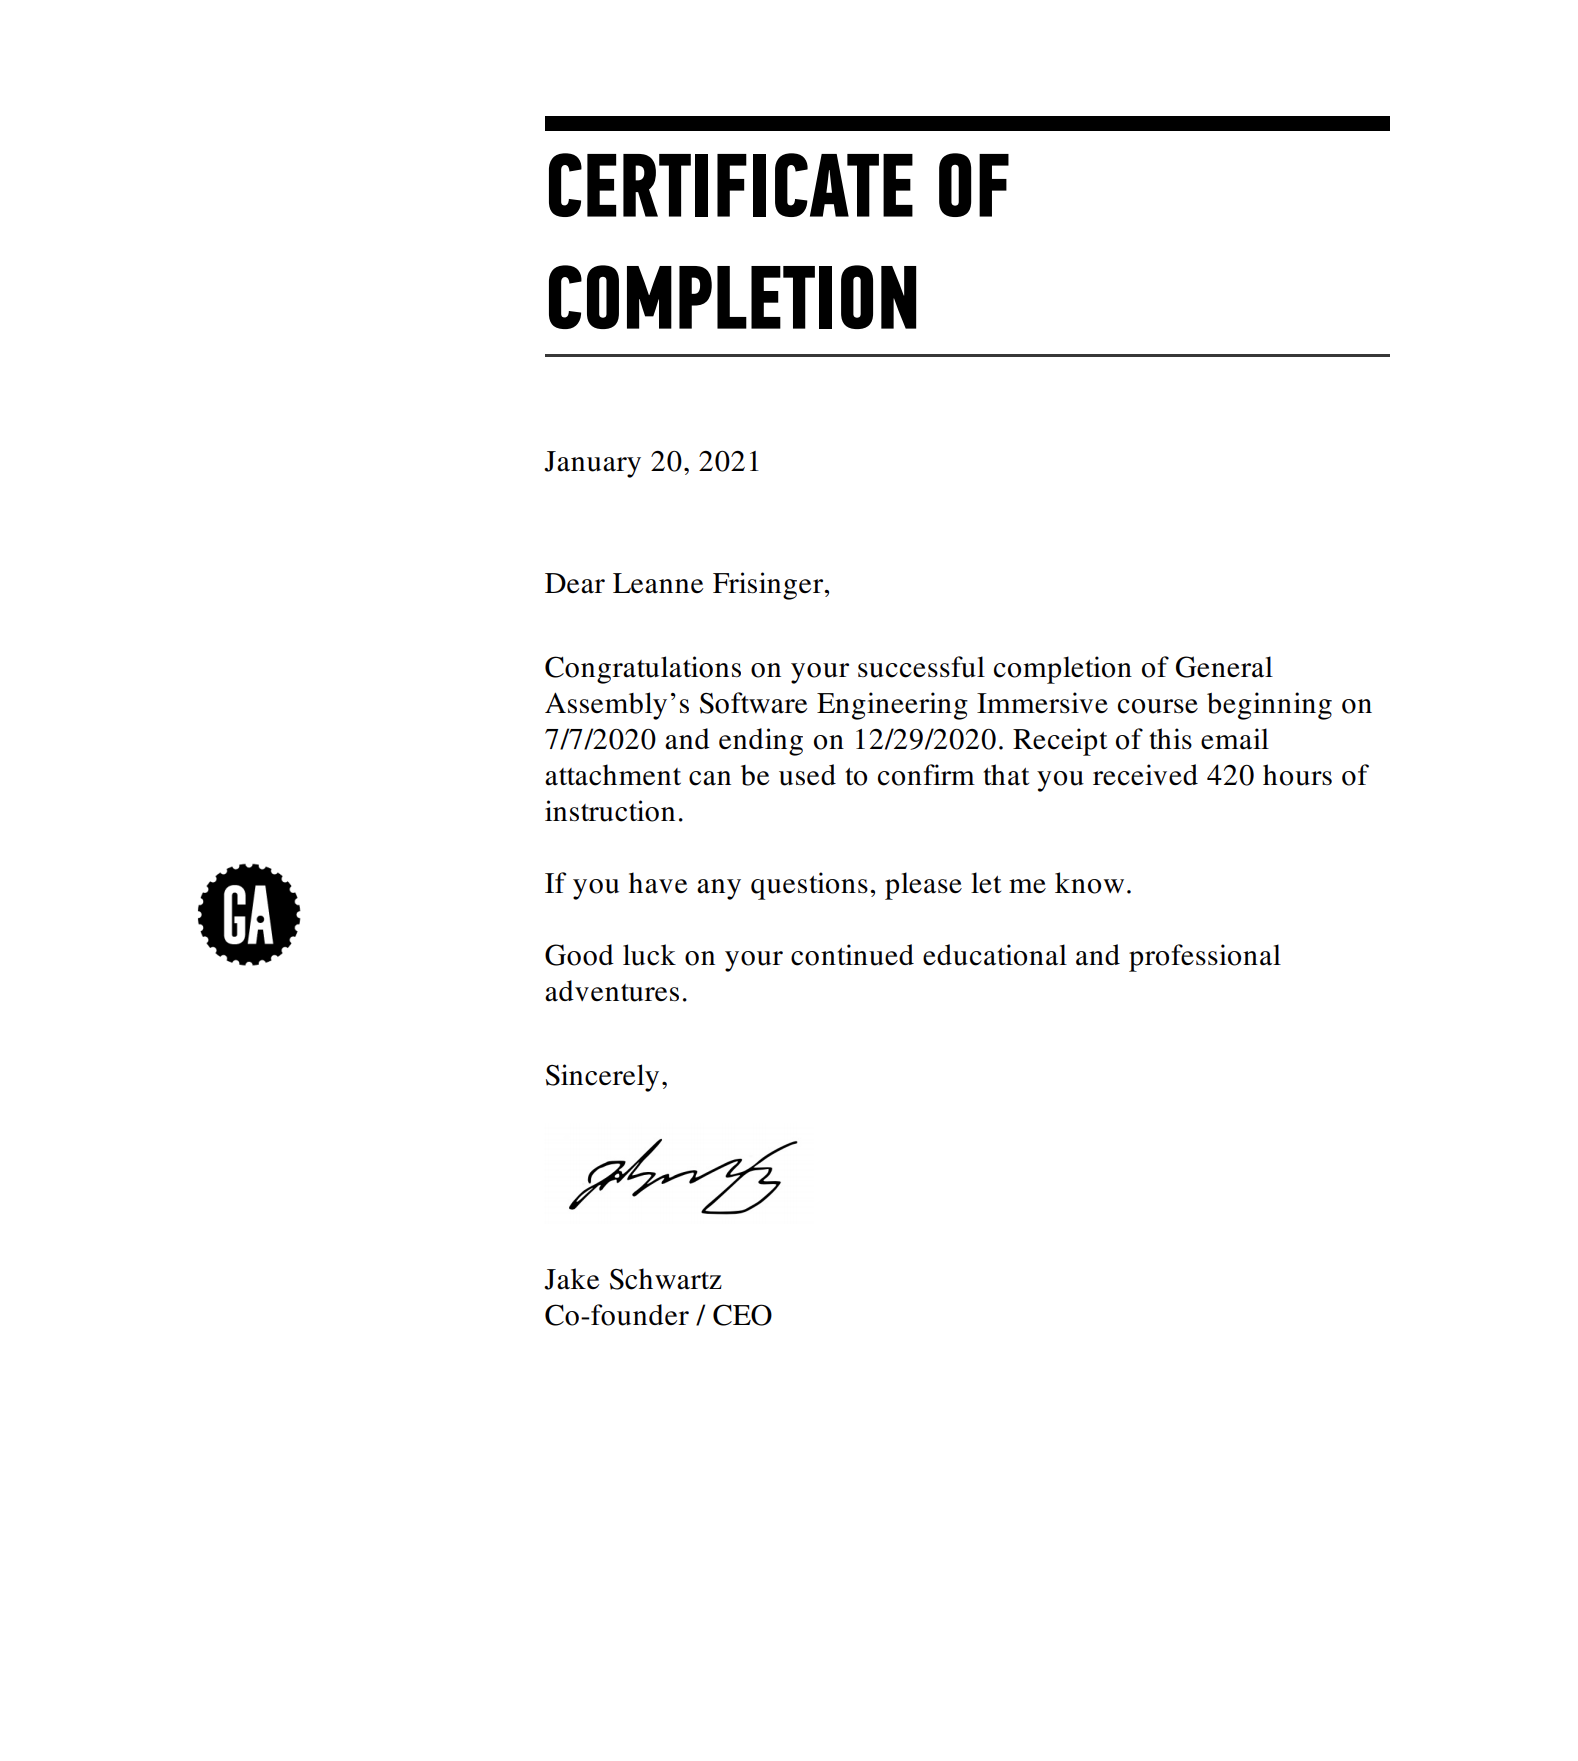 CERTIFICATE OF
COMPLETION
January 20, 2021
Dear Leanne Frisinger,
Congratulations on your successful completion of General
Assembly’s Software Engineering Immersive course beginning on
7/7/2020 and ending on 12/29/2020. Receipt of this email
attachment can be used to confirm that you received 420 hours of
instruction.
GA
If you have any questions, please let me know.
Good luck on your continued educational and professional
adventures.
Sincerely,
Jake Schwartz
Co-founder / CEO